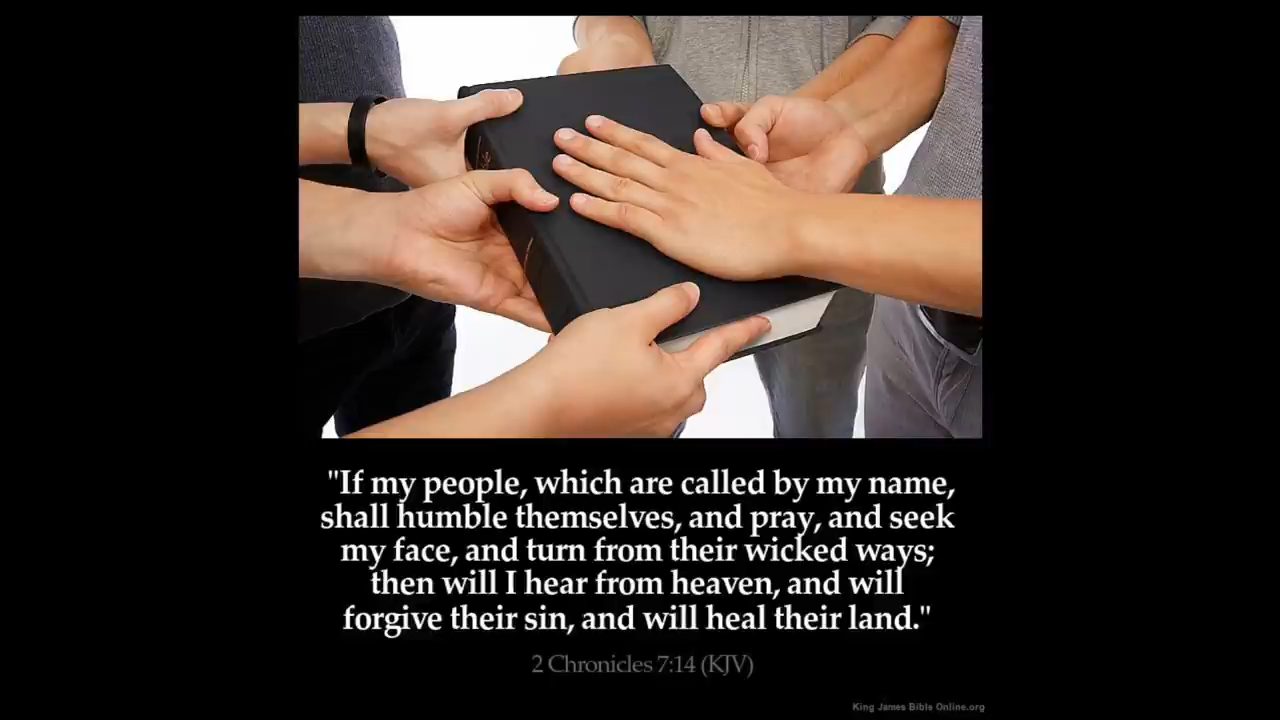 "If my people, which are called by my name,
shall humble themselves, and pray, and seek
my face, and turn from their wicked ways;
then will I hear from heaven, and will
forgive their sin, and will heal their land."
2 Chronicles 7:14 (KJV)
King James Bible Online.org